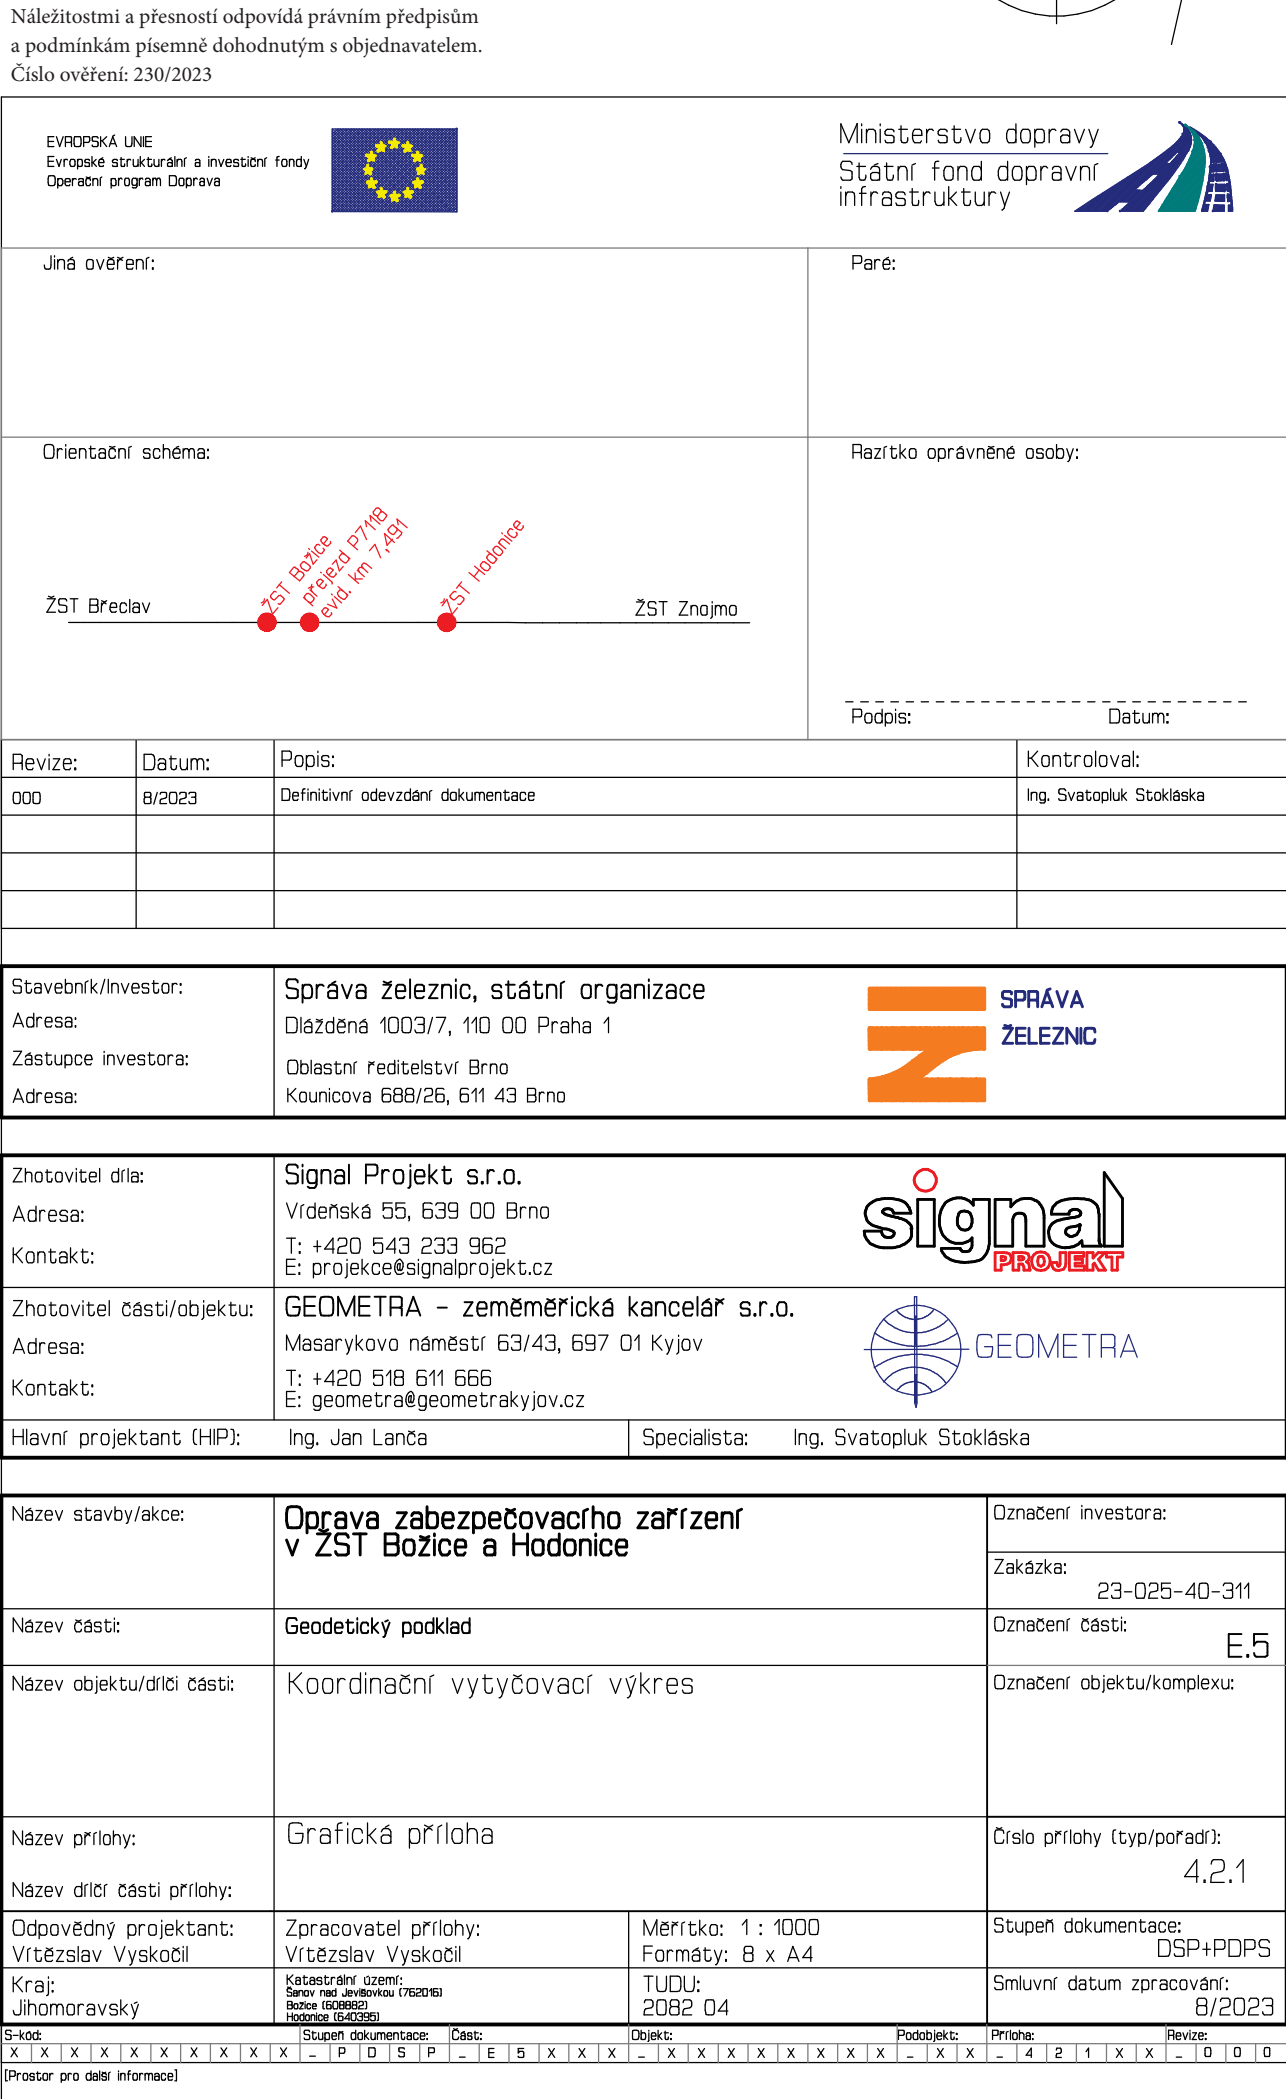 Náležitostmi a přesností odpovídá právním předpisům
a podmínkám písemně dohodnutým s objednavatelem.
Číslo ověření: 230/2023
EVROPSKÁ UNIE
Evropské strukturální a investiční fondy
Operační program Doprava
Ministerstvo dopravy
Státní fond dopravní
infrastruktury
Jiná ověření:
Paré:
Orientační schéma:
Razítko oprávněné osoby:
ŽST Břeclav
ŽST Božice
přejezd P7118
evid. km 7,491
ŽST Hodonice
ŽST Znojmo
Podpis: Datum:
Revize: Datum: Popis: Kontroloval:
000 8/2023 Definitivní odevzdání dokumentace Ing. Svatopluk Stokláska
Stavebník/Investor: Správa železnic, státní organizace
Adresa: Dlážděná 1003/7, 110 00 Praha 1
Zástupce investora: Oblastní ředitelství Brno
Adresa: Kounicova 688/26, 611 43 Brno
SPRÁVA
ŽELEZNIC
Zhotovitel díla: Signal Projekt s.r.o.
Adresa: Vídeňská 55, 639 00 Brno
Kontakt: T: +420 543 233 962
E: projekce@signalprojekt.cz
signal
PROJEKT
Zhotovitel části/objektu: GEOMETRA - zeměměřická kancelář s.r.o.
Adresa: Masarykovo náměstí 63/43, 697 01 Kyjov
Kontakt: T: +420 518 611 666
E: geometra@geometrakyjov.cz
GEOMETRA
Hlavní projektant (HIP): Ing. Jan Lanča Specialista: Ing. Svatopluk Stokláska
Název stavby/akce: Oprava zabezpečovacího zařízení
v ŽST Božice a Hodonice
Označení investora:
Zakázka:
23-025-40-311
Název části: Geodetický podklad
Označení části:
E.5
Název objektu/dílči části: Koordinační vytyčovací výkres
Označení objektu/komplexu:
Název přílohy: Grafická příloha
Číslo přílohy (typ/pořadí):
4.2.1
Název dílčí části přílohy:
Odpovědný projektant: Zpracovatel přílohy: Měřítko: 1 : 1000 Stupeň dokumentace:
Vítězslav Vyskočil Vítězslav Vyskočil Formáty: 8 x A4 DSP+PDPS
Kraj: Katastrální území: TUDU: Smluvní datum zpracování:
Jihomoravský Šanov nad Jevišovkou (762016) 2082 04 8/2023
Božice (608882)
Hodonice (640395)
S-kód: Stupeň dokumentace: Část: Objekt: Podobjekt: Příloha: Revize:
X X X X X X X X X X _ P D S P _ E 5 X X X _ X X X X X X X X _ X X _ 4 2 1 X X _ 0 0 0
[Prostor pro další informace]